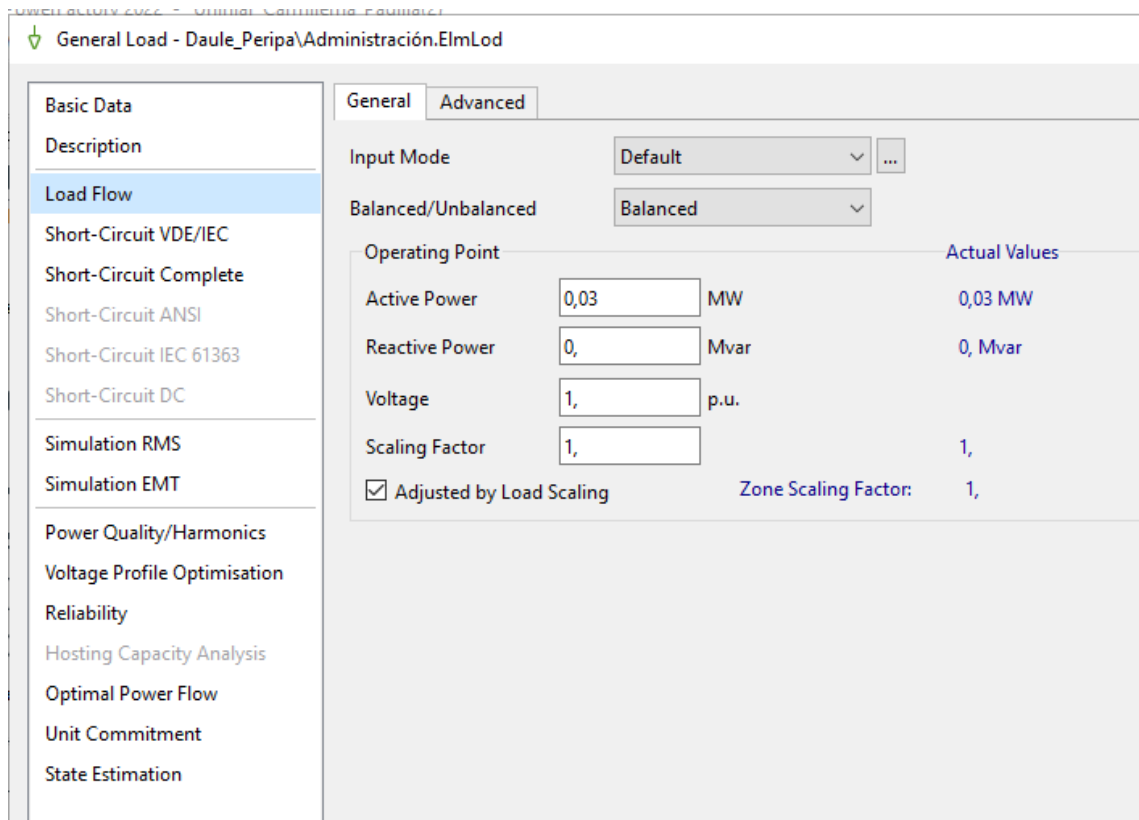 General Load - Daule_Peripa\Administración.ElmLod
Basic Data
Description
Load Flow
Short-Circuit VDE/IEC
Short-Circuit Complete
Short-Circuit ANSI
Short-Circuit IEC 61363
Short-Circuit DC
Simulation RMS
Simulation EMT
Power Quality/Harmonics
Voltage Profile Optimisation
Reliability
Hosting Capacity Analysis
Optimal Power Flow
Unit Commitment
State Estimation
General Advanced
Input Mode Default ...
Balanced/Unbalanced Balanced
Operating Point Actual Values
Active Power 0,03 MW 0,03 MW
Reactive Power 0, Mvar 0, Mvar
Voltage 1, p.u.
Scaling Factor 1, 1,
Adjusted by Load Scaling Zone Scaling Factor: 1,